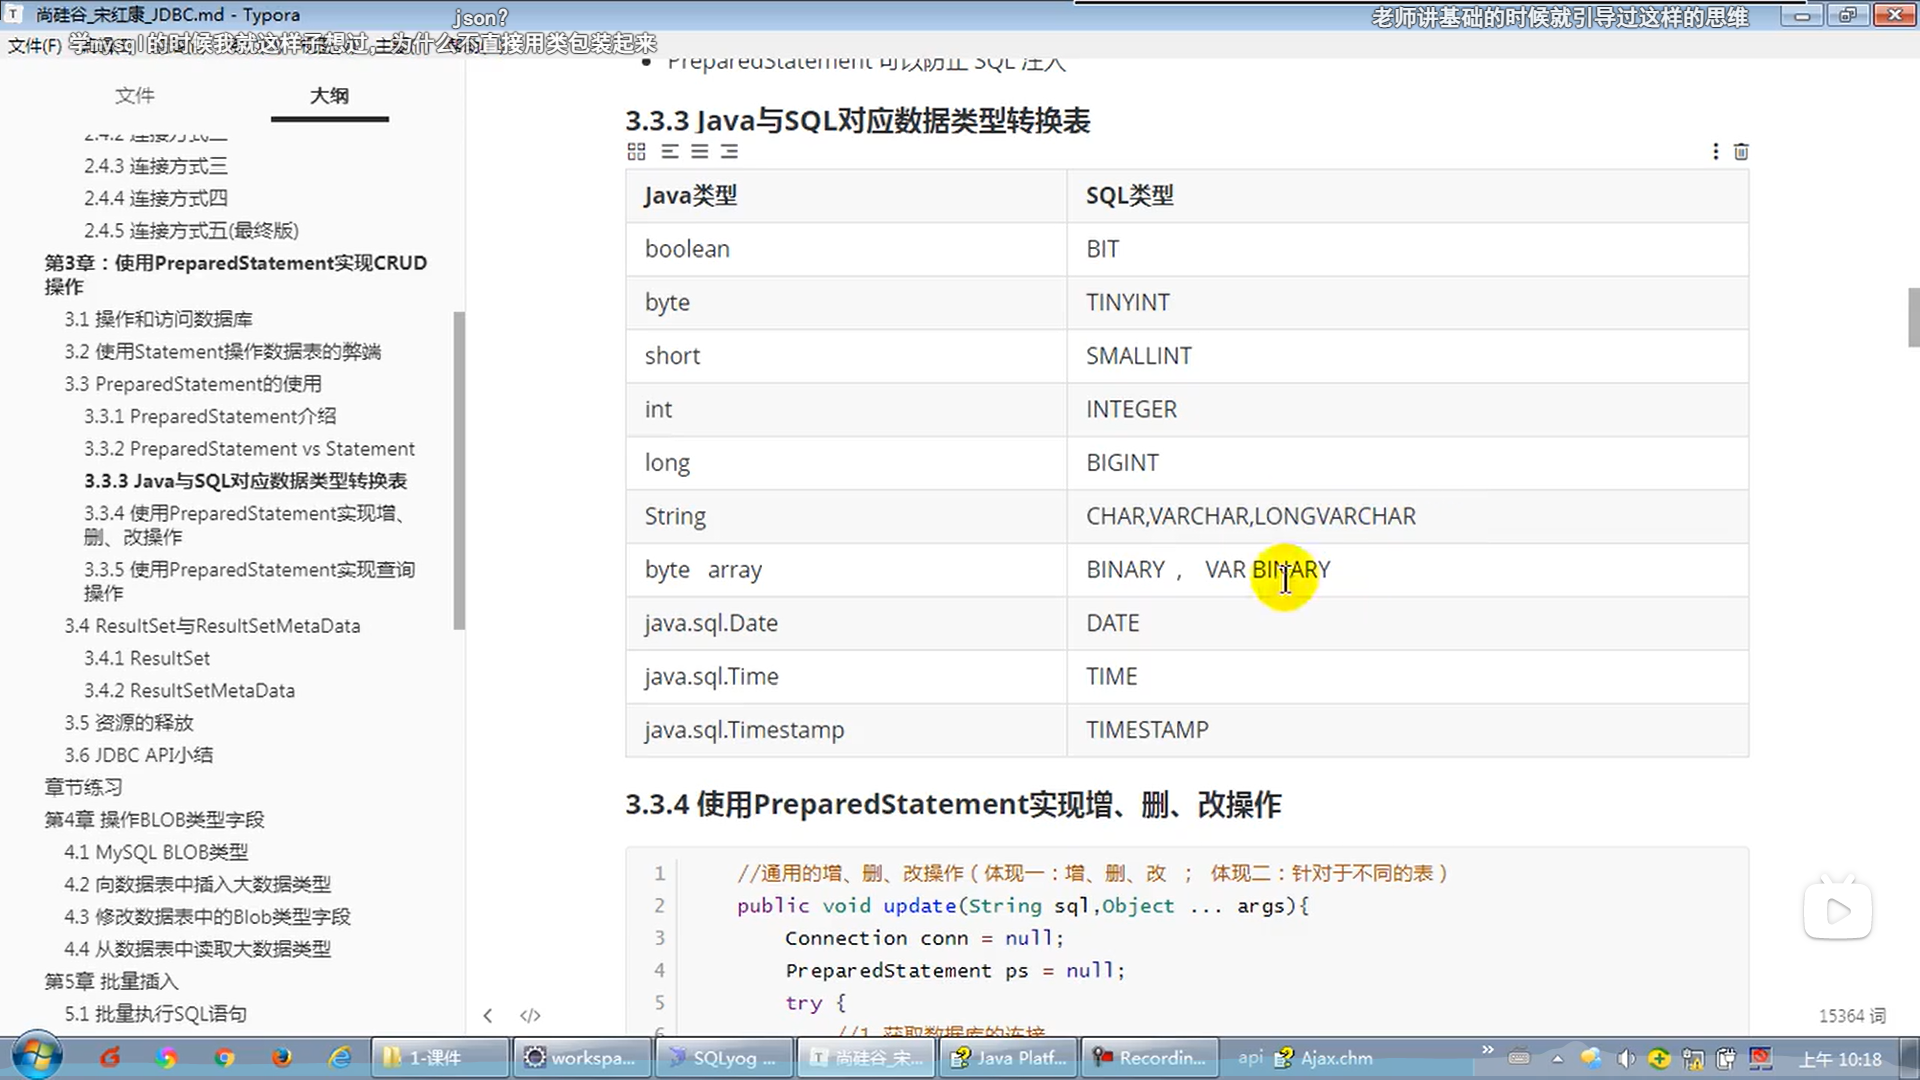 尚硅谷_宋红康_JDBC.md - Typora
json?
老师讲基础的时候就引导过这样的思维
文件(F)
的时候我就这样子想过，为什么不直接用类包装起来
文件
大纲
2.4.2 连接方式二
2.4.3 连接方式三
2.4.4 连接方式四
2.4.5 连接方式五(最终版)
第3章：使用PreparedStatement实现CRUD
操作
3.1 操作和访问数据库
3.2 使用Statement操作数据表的弊端
3.3 PreparedStatement的使用
3.3.1 PreparedStatement介绍
3.3.2 PreparedStatement vs Statement
3.3.3 Java与SQL对应数据类型转换表
3.3.4 使用PreparedStatement实现增、
删、改操作
3.3.5 使用PreparedStatement实现查询
操作
3.4 ResultSet与ResultSetMetaData
3.4.1 ResultSet
3.4.2 ResultSetMetaData
3.5 资源的释放
3.6 JDBC API小结
章节练习
第4章 操作BLOB类型字段
4.1 MySQL BLOB类型
4.2 向数据表中插入大数据类型
4.3 修改数据表中的Blob类型字段
4.4 从数据表中读取大数据类型
第5章 批量插入
5.1 批量执行SQL语句
PreparedStatement 可以防止 SQL 注入
3.3.3 Java与SQL对应数据类型转换表
Java类型 SQL类型
boolean BIT
byte TINYINT
short SMALLINT
int INTEGER
long BIGINT
String CHAR,VARCHAR,LONGVARCHAR
byte array BINARY , VAR BINARY
java.sql.Date DATE
java.sql.Time TIME
java.sql.Timestamp TIMESTAMP
3.3.4 使用PreparedStatement实现增、删、改操作
1 //通用的增、删、改操作（体现一：增、删、改 ； 体现二：针对于不同的表）
2 public void update(String sql,Object ... args){
3 Connection conn = null;
4 PreparedStatement ps = null;
5 try {
6 //1.获取数据库的连接
15364 词
1-课件
workspa...
SQLyog ...
尚硅谷_宋...
Java Platf...
Recordin...
api
Ajax.chm
上午 10:18